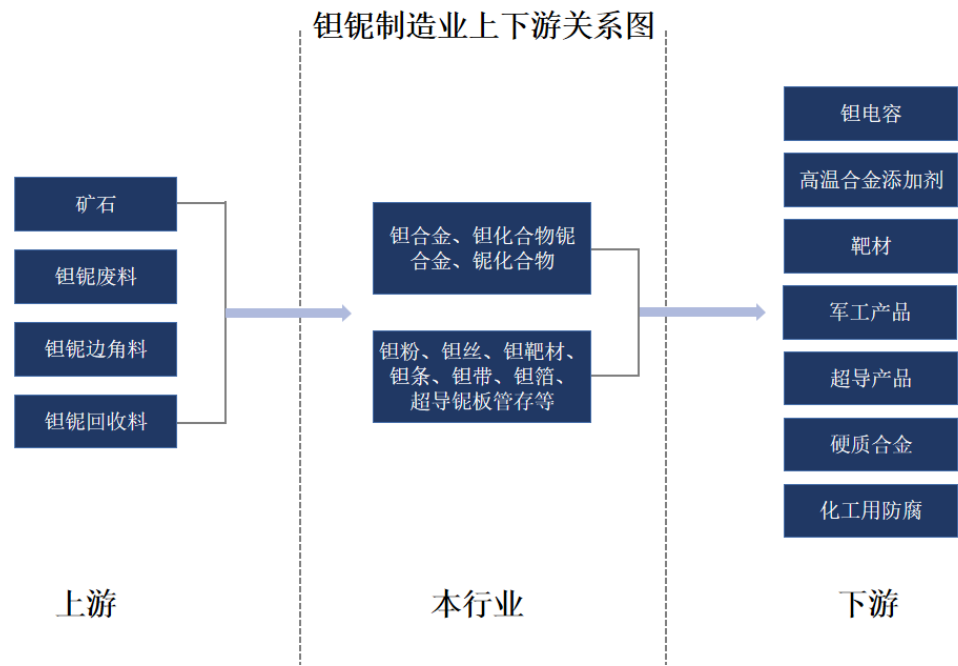 钽铌制造业上下游关系图
矿石
钽铌废料
钽铌边角料
钽铌回收料
上游
钽合金、钽化合物铌
合金、铌化合物
钽粉、钽丝、钽靶材、
钽条、钽带、钽箔、
超导铌板管存等
本行业
钽电容
高温合金添加剂
靶材
军工产品
超导产品
硬质合金
化工用防腐
下游